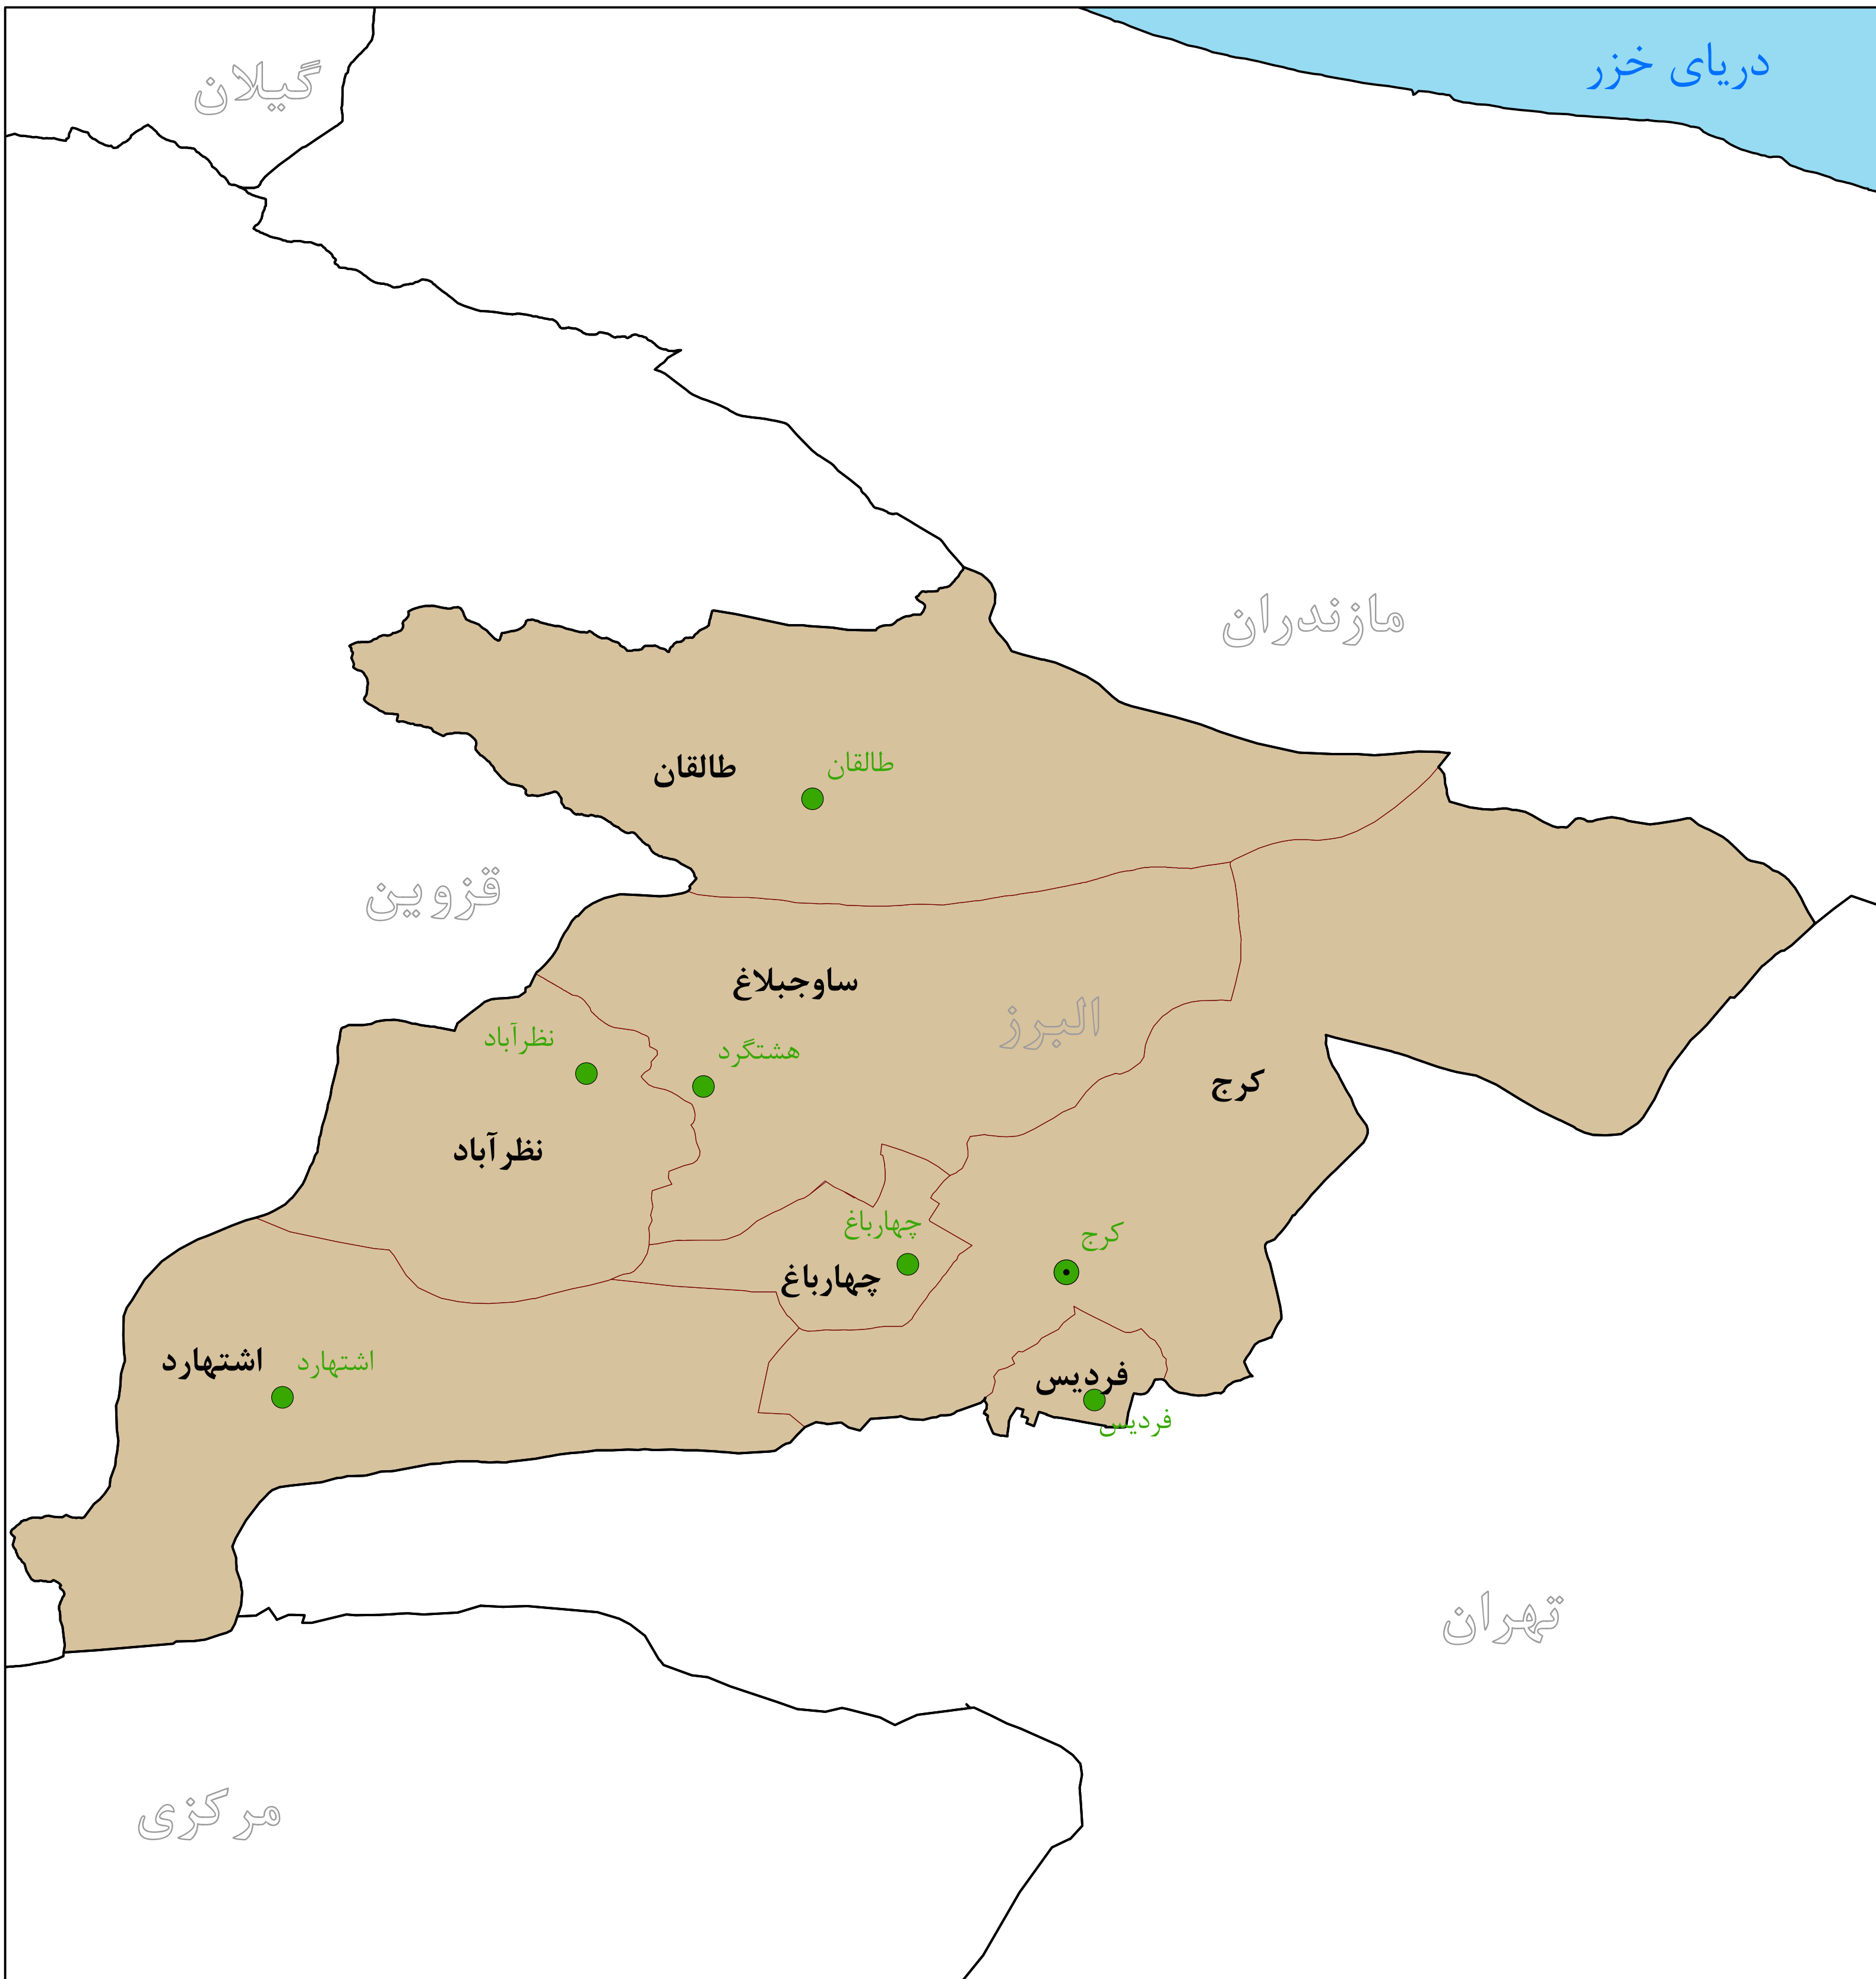 دریای خزر
گیلان
مازندران
طالقان
طالقان
قزوین
ساوجبلاغ
البرز
نظرآباد
هشتگرد
کرج
نظرآباد
چهارباغ
کرج
چهارباغ
اشتهارد
اشتهارد
فردیس
فردیس
تهران
مرکزی